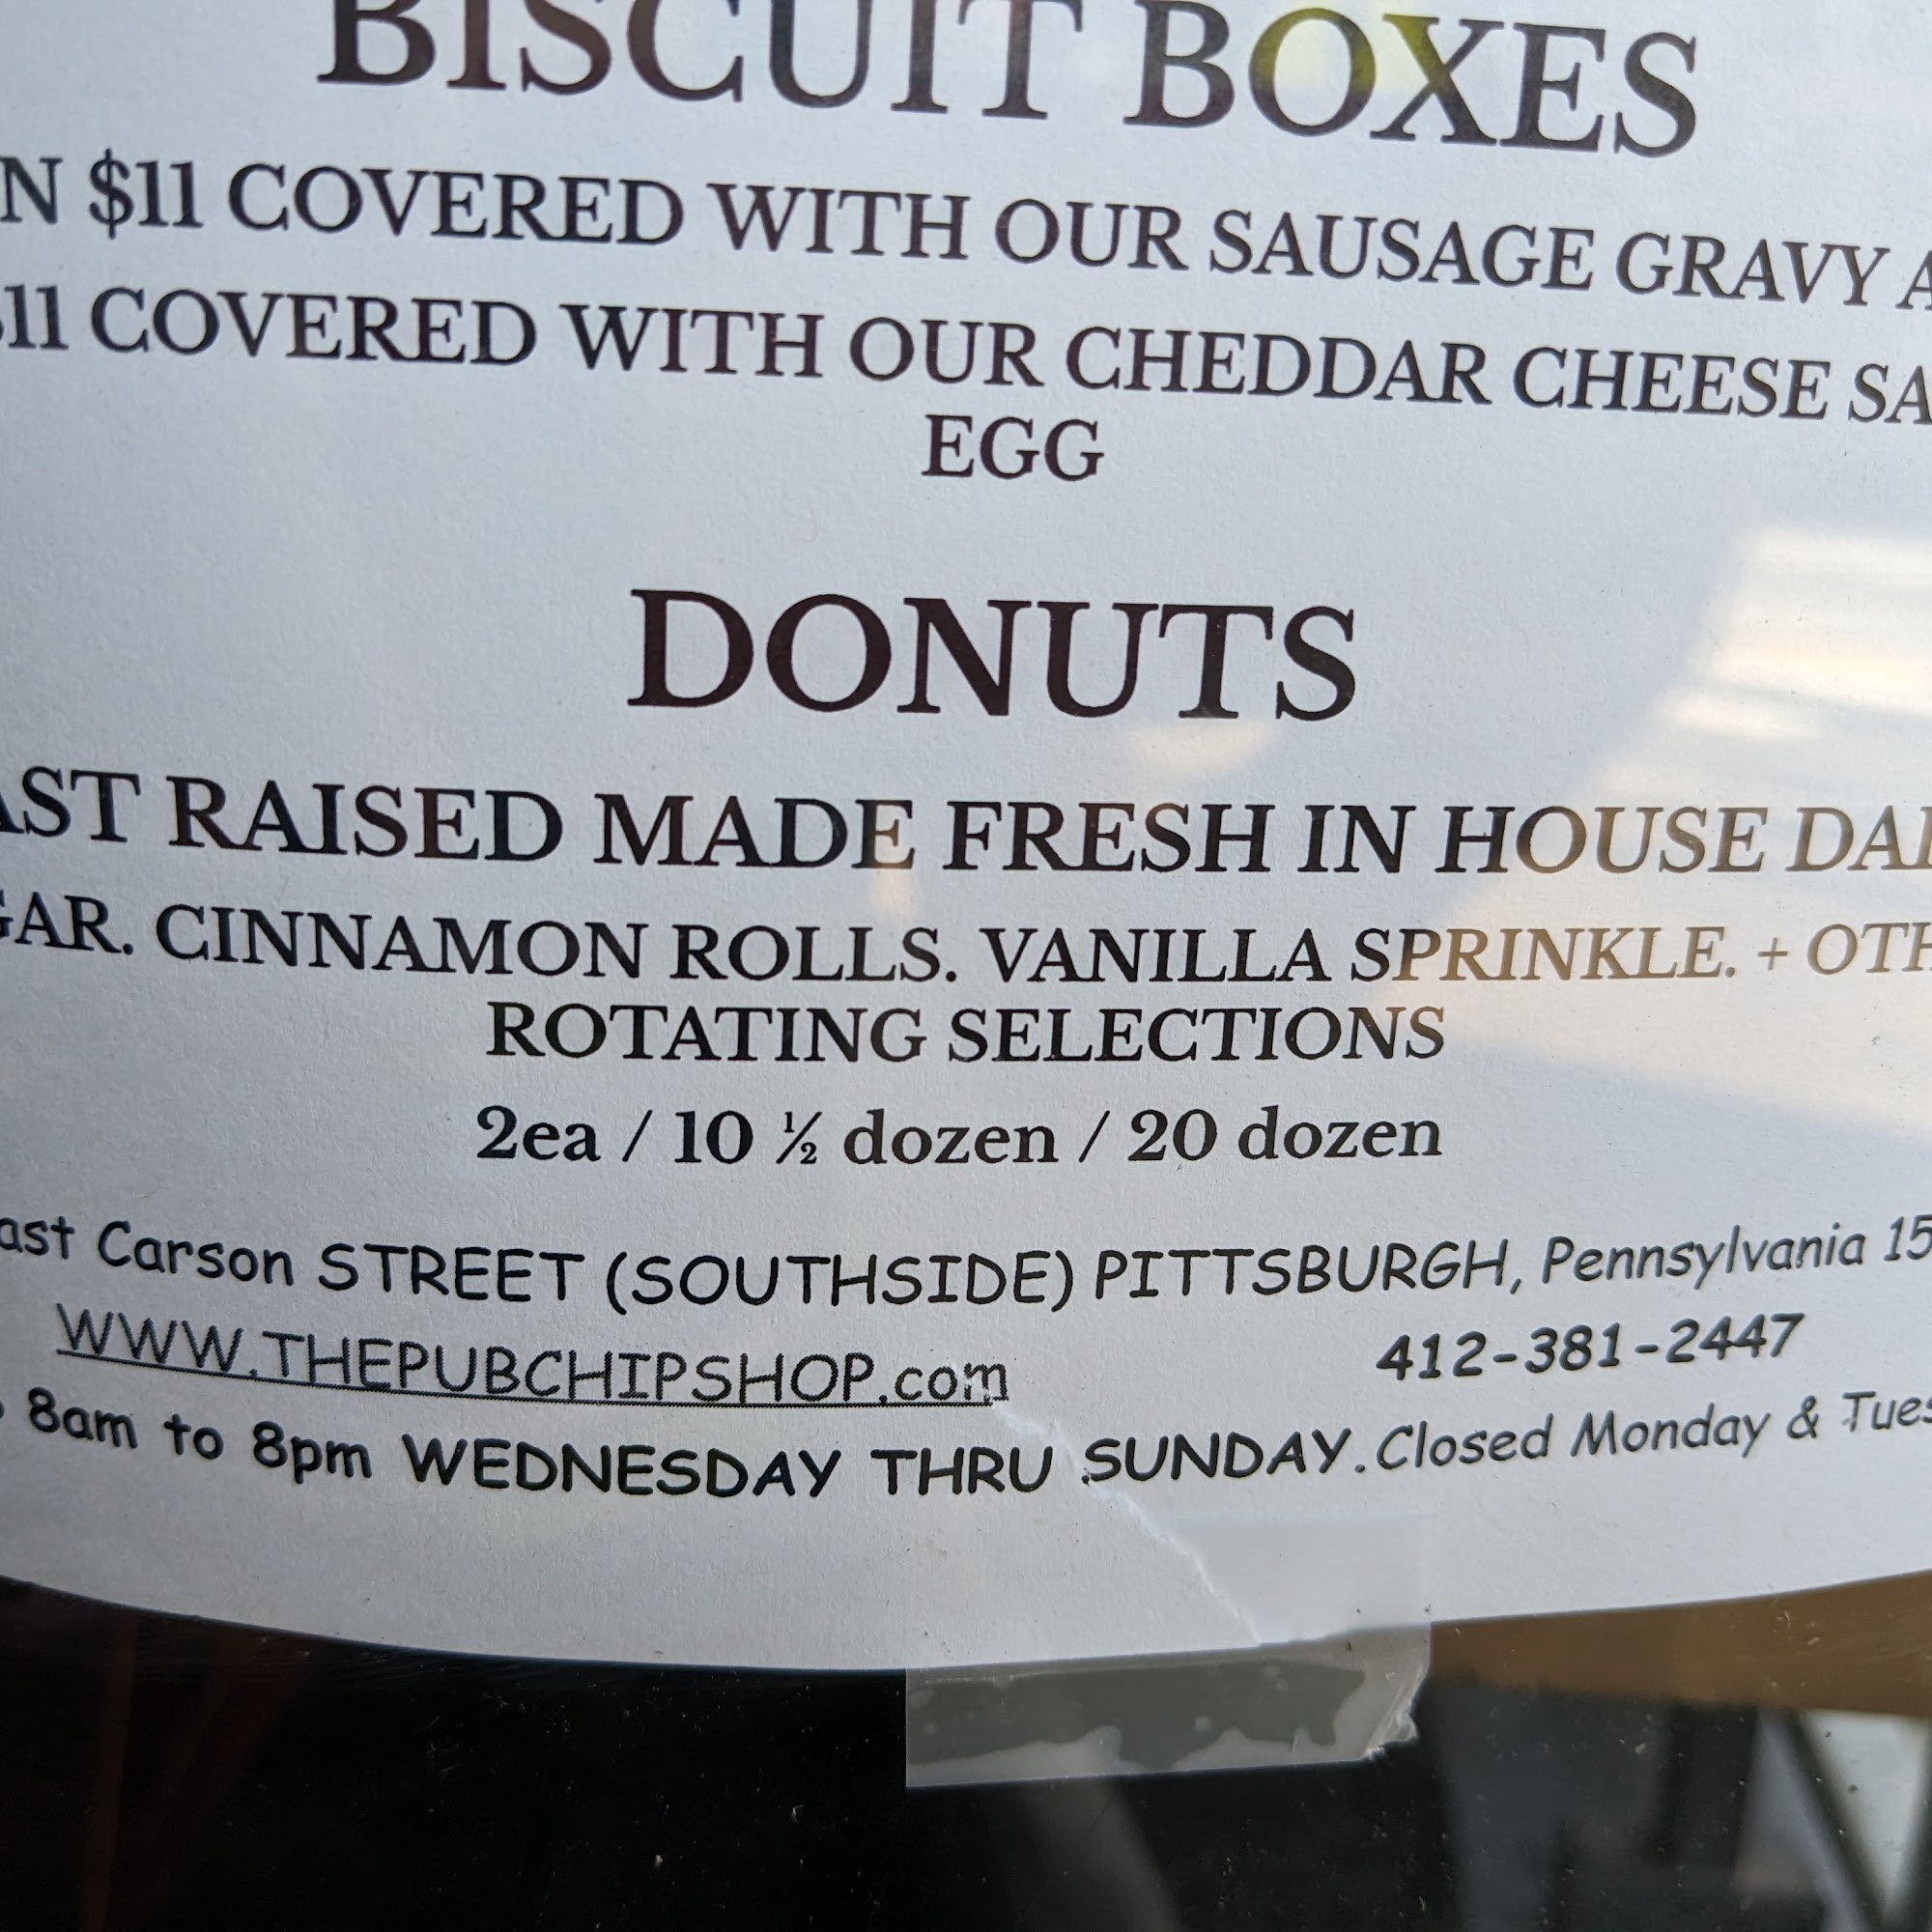 BISCUIT BOXES
N $11 COVERED WITH OUR SAUSAGE GRAVY A
11 COVERED WITH OUR CHEDDAR CHEESE SA
EGG
DONUTS
AST RAISED MADE FRESH IN HOUSE DAI
GAR. CINNAMON ROLLS. VANILLA SPRINKLE. + OTH
ROTATING SELECTIONS
2ea / 10 ½ dozen / 20 dozen
ast Carson STREET (SOUTHSIDE) PITTSBURGH, Pennsylvania 15
WWW.THEPUBCHIPSHOP.com 412-381-2447
8am to 8pm WEDNESDAY THRU SUNDAY. Closed Monday & Tues